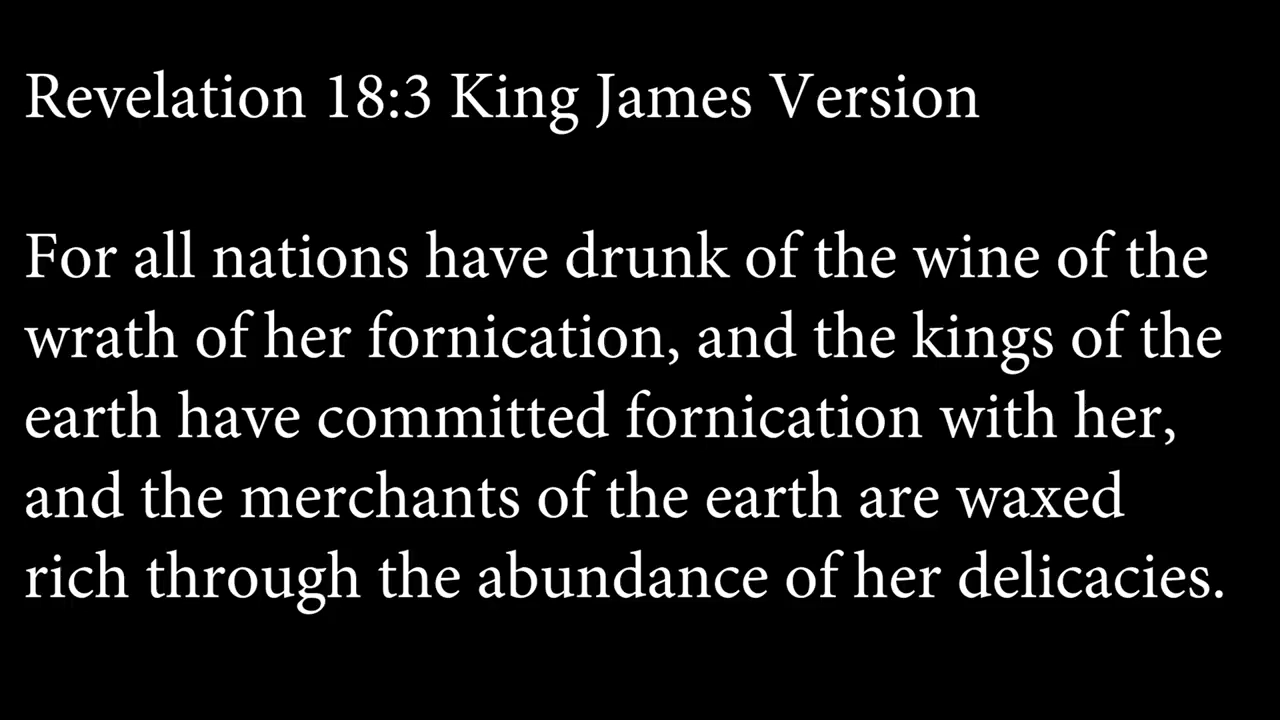 Revelation 18:3 King James Version
For all nations have drunk of the wine of the
wrath of her fornication, and the kings of the
earth have committed fornication with her,
and the merchants of the earth are waxed
rich through the abundance of her delicacies.